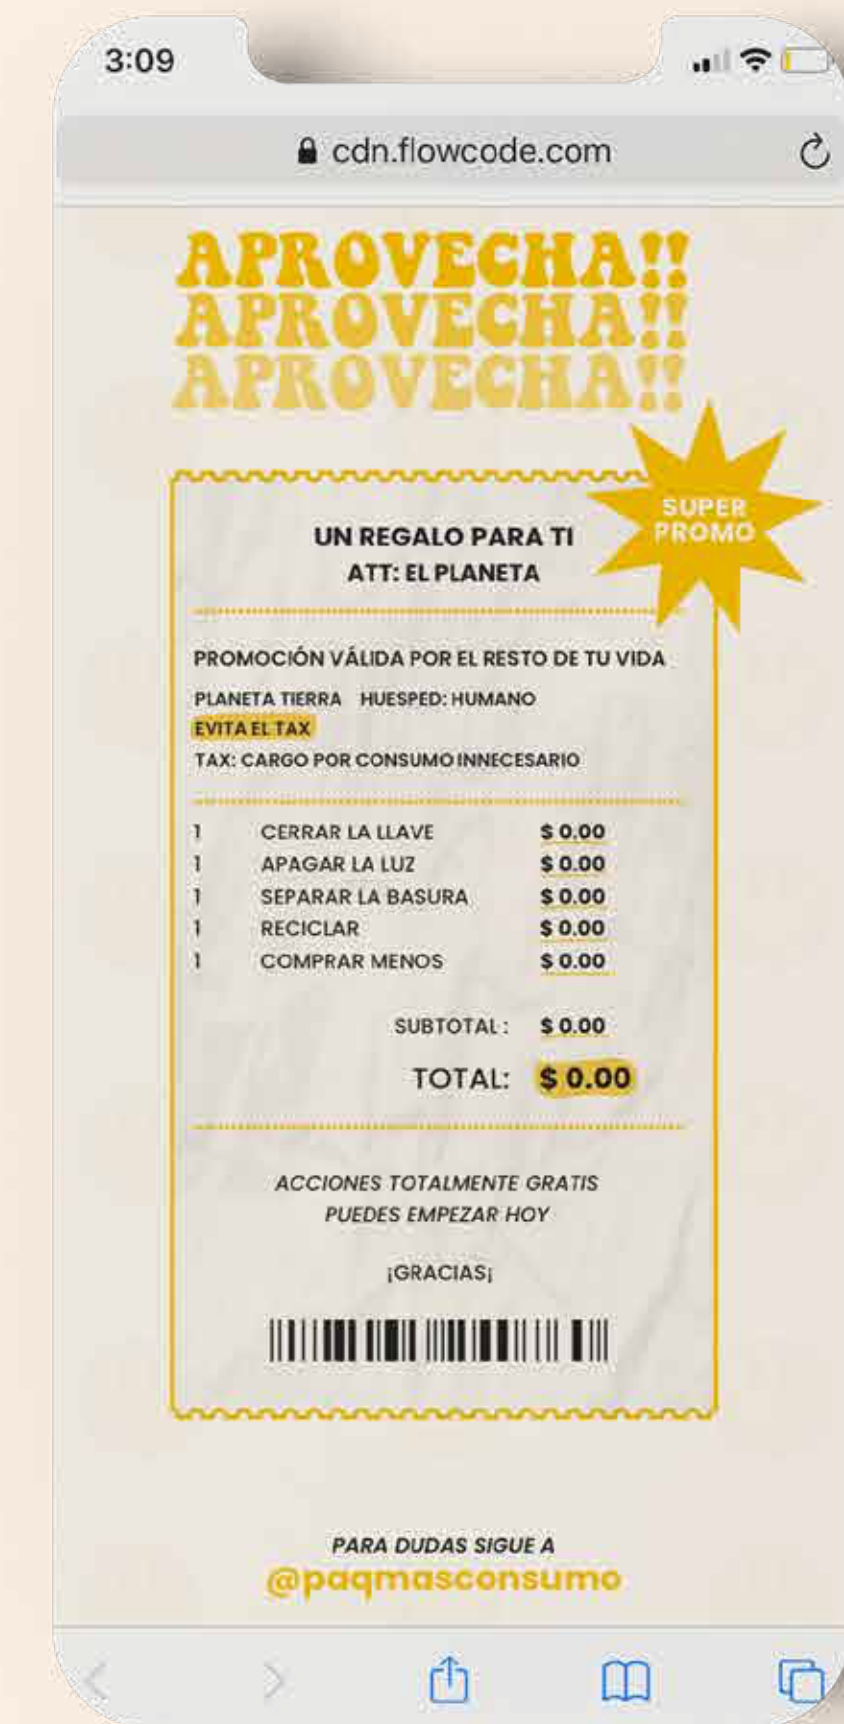 3:09
cdn.flowcode.com
APROVECHA!!
APROVECHA!!
APROVECHA!!
SUPER
PROMO
UN REGALO PARA TI
ATT: EL PLANETA
PROMOCIÓN VÁLIDA POR EL RESTO DE TU VIDA
PLANETA TIERRA HUESPED: HUMANO
EVITA EL TAX
TAX: CARGO POR CONSUMO INNECESARIO
1 CERRAR LA LLAVE $ 0.00
1 APAGAR LA LUZ $ 0.00
1 SEPARAR LA BASURA $ 0.00
1 RECICLAR $ 0.00
1 COMPRAR MENOS $ 0.00
SUBTOTAL: $ 0.00
TOTAL: $ 0.00
ACCIONES TOTALMENTE GRATIS
PUEDES EMPEZAR HOY
¡GRACIAS¡
PARA DUDAS SIGUE A
@paqmasconsumo